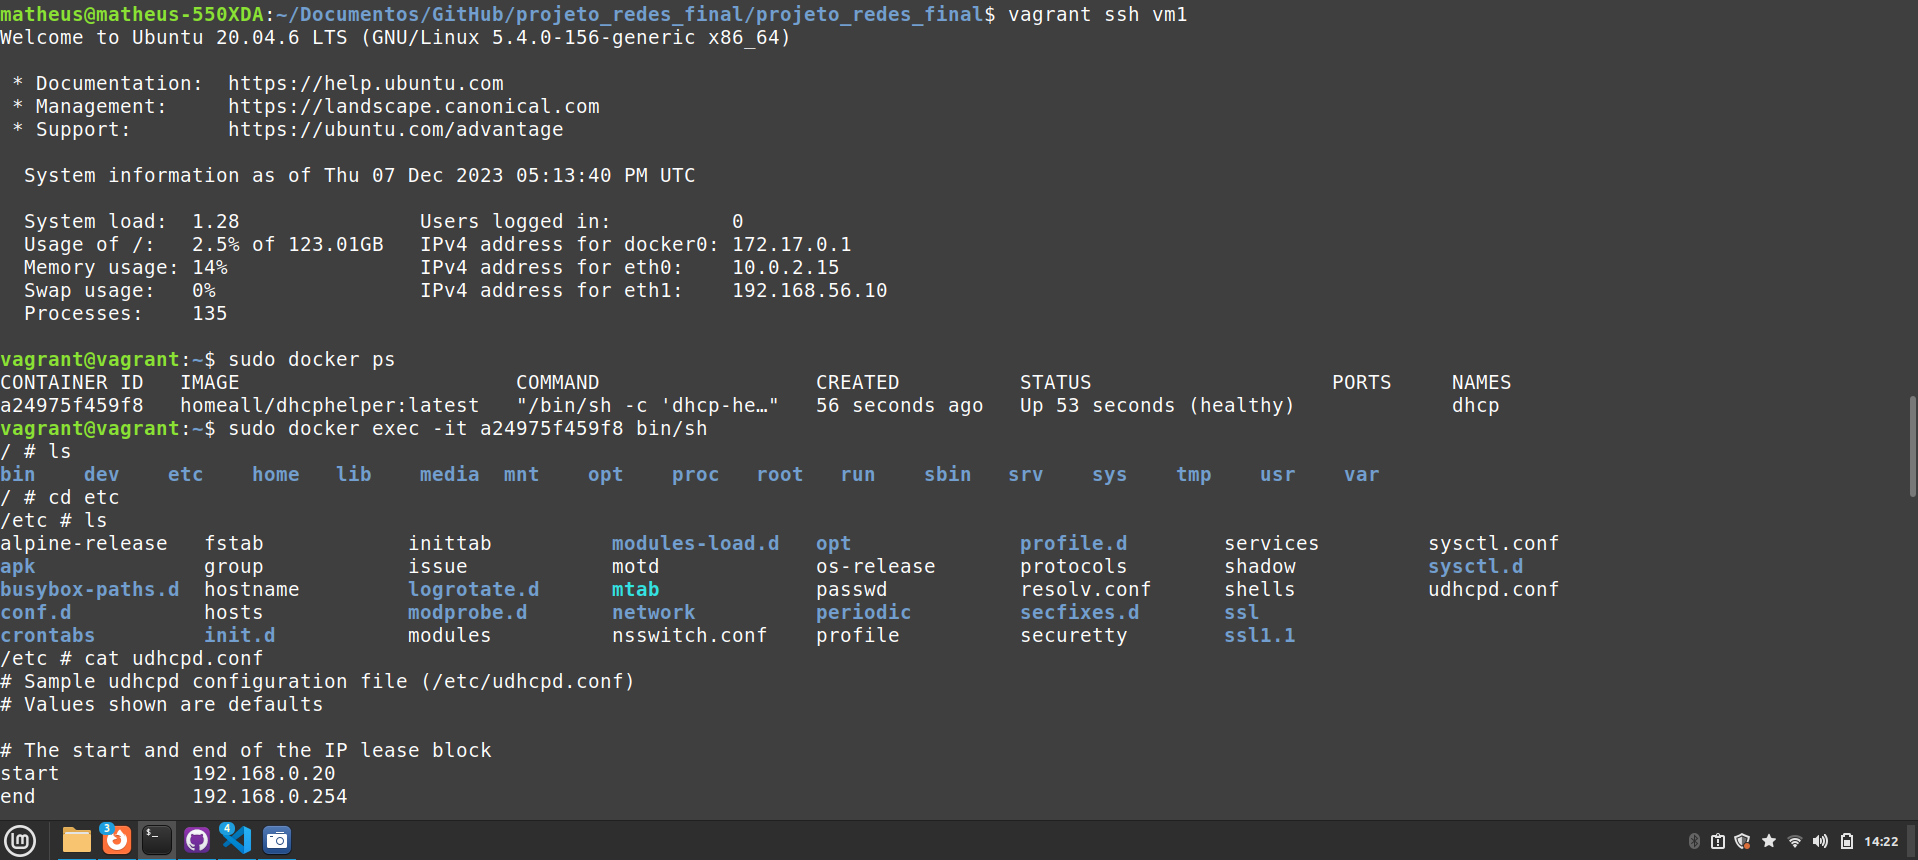 matheus@matheus-550XDA:~/Documentos/GitHub/projeto_redes_final/projeto_redes_final$ vagrant ssh vm1
Welcome to Ubuntu 20.04.6 LTS (GNU/Linux 5.4.0-156-generic x86_64)
 * Documentation:  https://help.ubuntu.com
 * Management:     https://landscape.canonical.com
 * Support:        https://ubuntu.com/advantage
  System information as of Thu 07 Dec 2023 05:13:40 PM UTC
  System load:  1.28               Users logged in:          0
  Usage of /:   2.5% of 123.01GB   IPv4 address for docker0: 172.17.0.1
  Memory usage: 14%                IPv4 address for eth0:    10.0.2.15
  Swap usage:   0%                 IPv4 address for eth1:    192.168.56.10
  Processes:    135
vagrant@vagrant:~$ sudo docker ps
CONTAINER ID   IMAGE                       COMMAND                  CREATED          STATUS                    PORTS     NAMES
a24975f459f8   homeall/dhcphelper:latest   "/bin/sh -c 'dhcp-he…"   56 seconds ago   Up 53 seconds (healthy)             dhcp
vagrant@vagrant:~$ sudo docker exec -it a24975f459f8 bin/sh
/ # ls
bin    dev    etc    home   lib    media  mnt    opt    proc   root   run    sbin   srv    sys    tmp    usr    var
/ # cd etc
/etc # ls
alpine-release   fstab            inittab          modules-load.d   opt              profile.d        services         sysctl.conf
apk              group            issue            motd             os-release       protocols        shadow           sysctl.d
busybox-paths.d  hostname         logrotate.d      mtab             passwd           resolv.conf      shells           udhcpd.conf
conf.d           hosts            modprobe.d       network          periodic         secfixes.d       ssl
crontabs         init.d           modules          nsswitch.conf    profile          securetty        ssl1.1
/etc # cat udhcpd.conf
# Sample udhcpd configuration file (/etc/udhcpd.conf)
# Values shown are defaults
# The start and end of the IP lease block
start           192.168.0.20
end             192.168.0.254
3 $_ 4 14:22